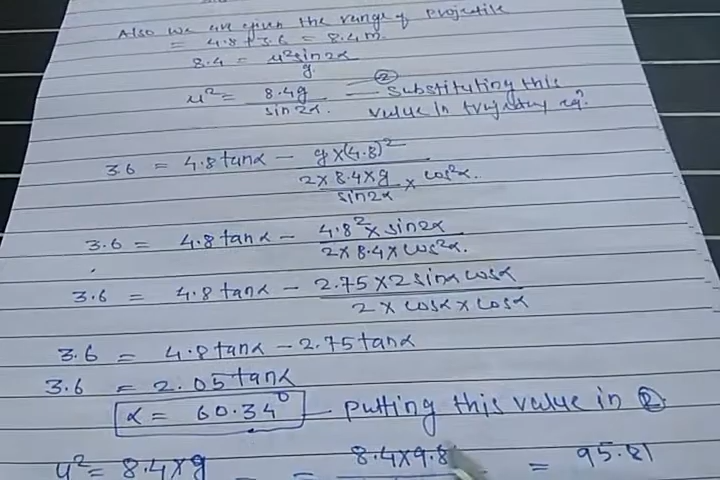 Also we are given the range of projectile
= 4.8 + 3.6 = 8.4 m.
8.4 = u² sin2α / g
u² = 8.4g / sin2α. — ② Substituting this value in trajectory eqⁿ.
3.6 = 4.8 tanα - g × (4.8)² / (2 × 8.4 × g / sin2α × cos²α.)
3.6 = 4.8 tanα - 4.8² × sin2α / 2 × 8.4 × cos²α.
3.6 = 4.8 tanα - 2.75 × 2 sinα cosα / 2 × cosα × cosα
3.6 = 4.8 tanα - 2.75 tanα
3.6 = 2.05 tanα
α = 60.34° — Putting this value in ②
u² = 8.4 × g = 8.4 × 9.8 = 95.81